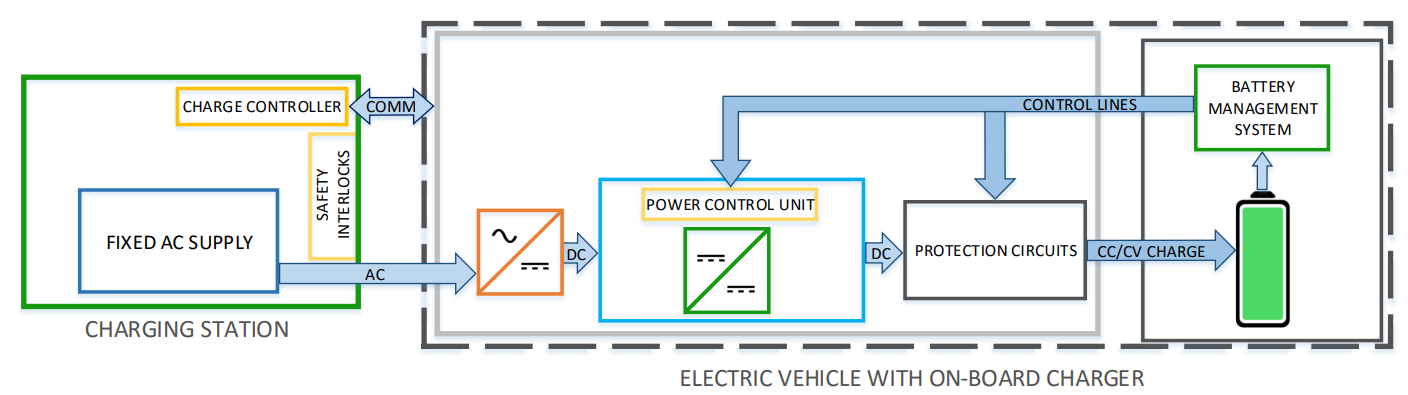 CHARGE CONTROLLER
COMM
SAFETY
INTERLOCKS
FIXED AC SUPPLY
AC
CHARGING STATION
CONTROL LINES
BATTERY
MANAGEMENT
SYSTEM
POWER CONTROL UNIT
DC
DC
PROTECTION CIRCUITS
CC/CV CHARGE
ELECTRIC VEHICLE WITH ON-BOARD CHARGER